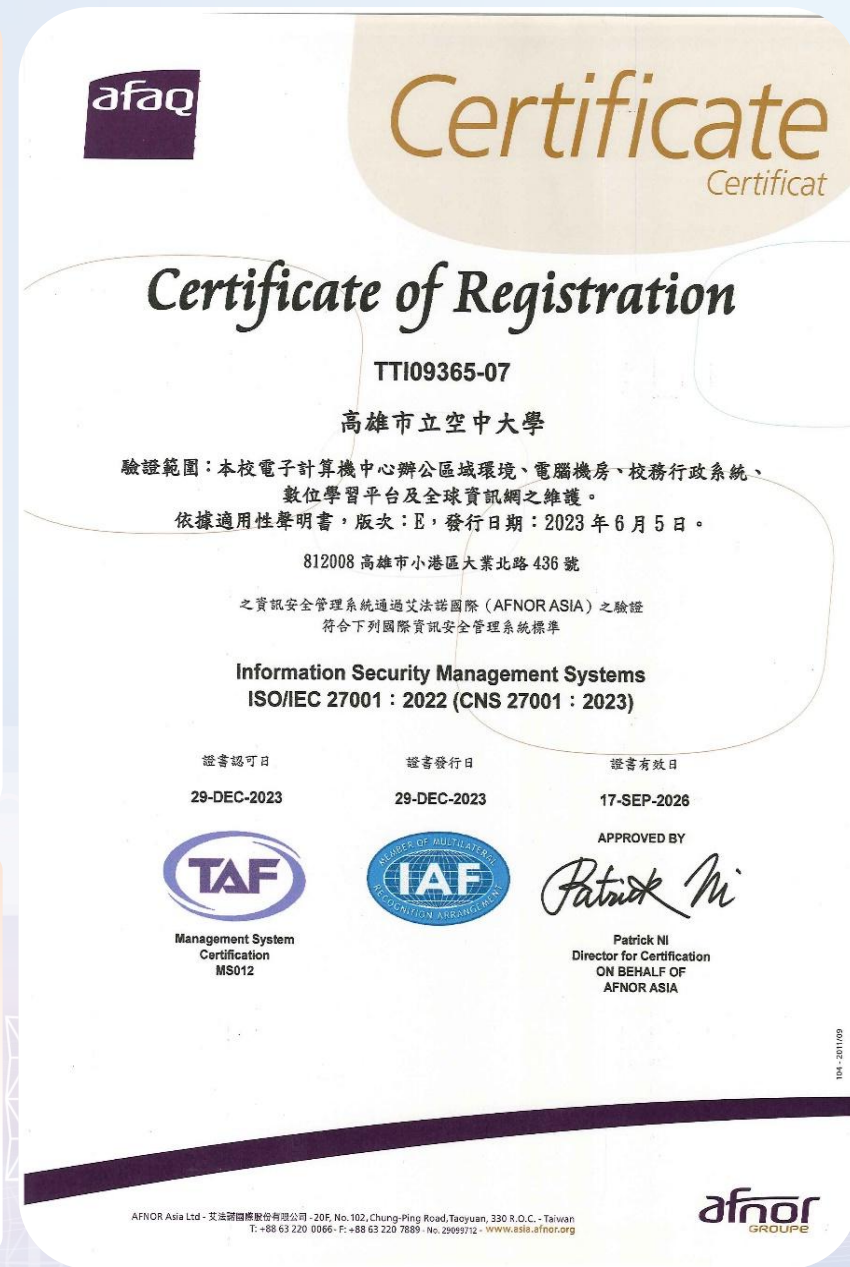 afaq
Certificate
Certificat
Certificate of Registration
TTI09365-07
高雄市立空中大學
驗證範圍：本校電子計算機中心辦公區域環境、電腦機房、校務行政系統、
數位學習平台及全球資訊網之維護。
依據適用性聲明書，版次：E，發行日期：2023 年 6 月 5 日。
812008 高雄市小港區大業北路 436 號
之資訊安全管理系統通過艾法諾國際（AFNOR ASIA）之驗證
符合下列國際資訊安全管理系統標準
Information Security Management Systems
ISO/IEC 27001：2022 (CNS 27001：2023)
證書認可日 證書發行日 證書有效日
29-DEC-2023 29-DEC-2023 17-SEP-2026
APPROVED BY
TAF
MEMBER OF MULTILATERAL
IAF
RECOGNITION ARRANGEMENT
Patrick Ni
Management System
Certification
MS012
Patrick NI
Director for Certification
ON BEHALF OF
AFNOR ASIA
104 - 2011/09
afnor
GROUPE
AFNOR Asia Ltd - 艾法諾國際股份有限公司 - 20F, No.102, Chung-Ping Road, Taoyuan, 330 R.O.C. - Taiwan
T: +88 63 220 0066 - F: +88 63 220 7889 - No. 29099712 - www.asia.afnor.org